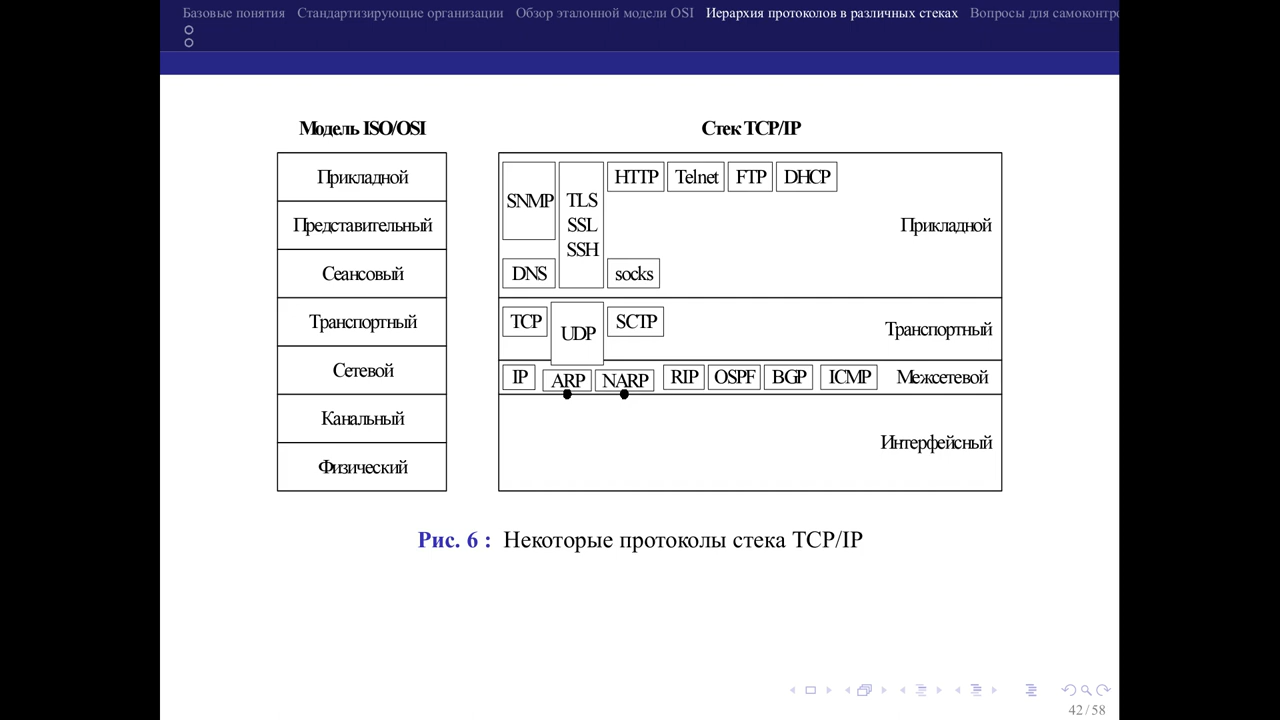 Базовые понятия Стандартизирующие организации Обзор эталонной модели OSI Иерархия протоколов в различных стеках Вопросы для самоконтро
Модель ISO/OSI
Прикладной
Представительный
Сеансовый
Транспортный
Сетевой
Канальный
Физический
Стек TCP/IP
SNMP
TLS
SSL
SSH
HTTP Telnet FTP DHCP
Прикладной
DNS
socks
TCP
UDP
SCTP
Транспортный
IP ARP NARP RIP OSPF BGP ICMP Межсетевой
Интерфейсный
Рис. 6 : Некоторые протоколы стека TCP/IP
42 / 58